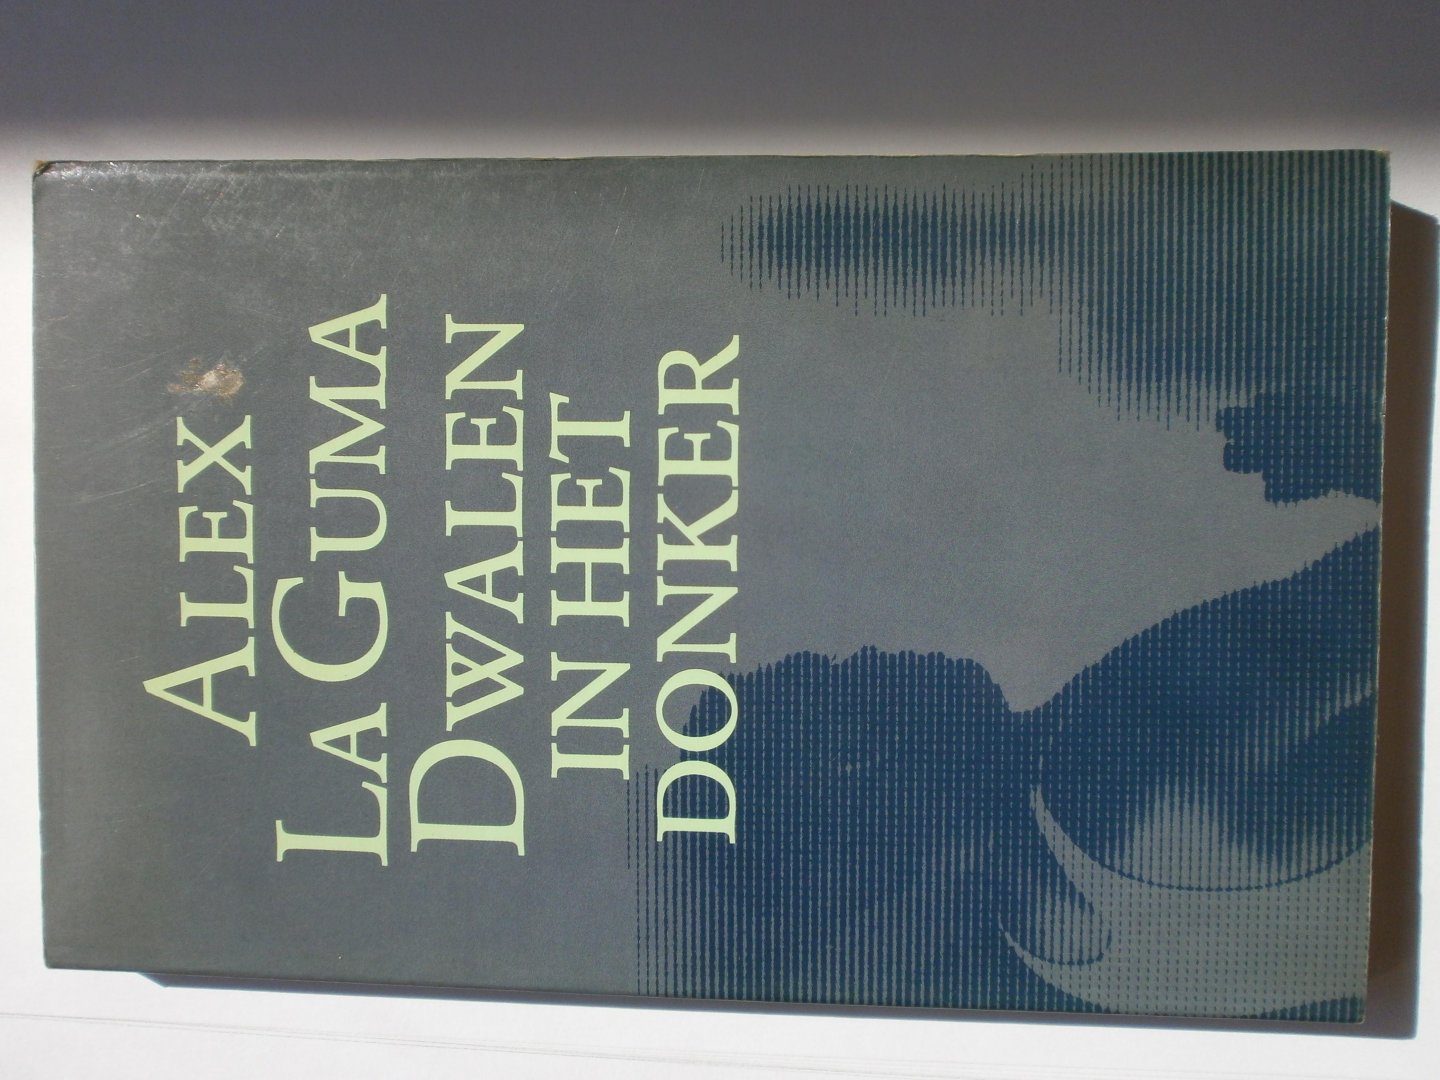 ALEX
LA GUMA
DWALEN
IN HET
DONKER